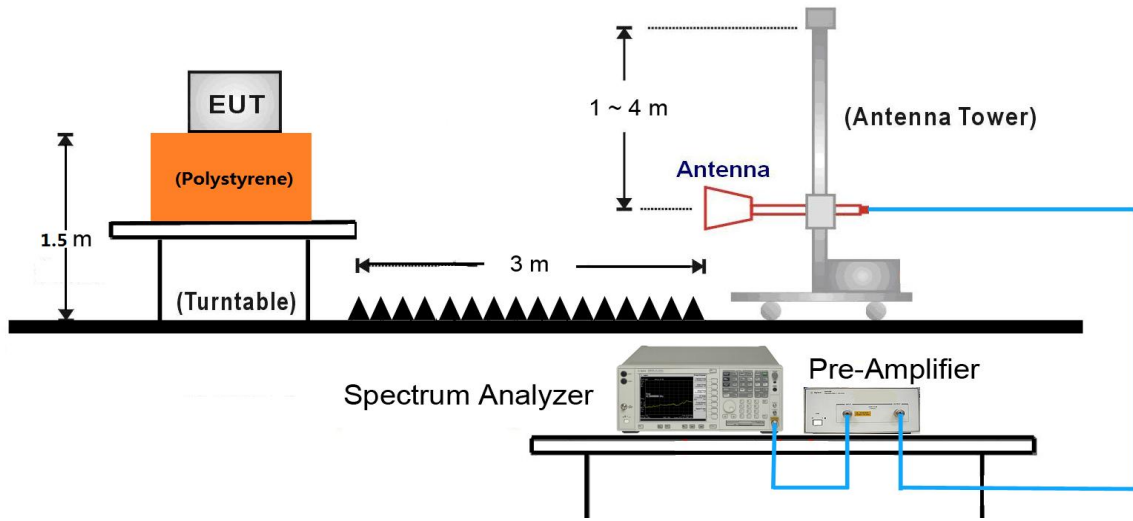 EUT
(Polystyrene)
1.5 m
(Turntable)
3 m
1 ~ 4 m
Antenna
(Antenna Tower)
Spectrum Analyzer
Pre-Amplifier